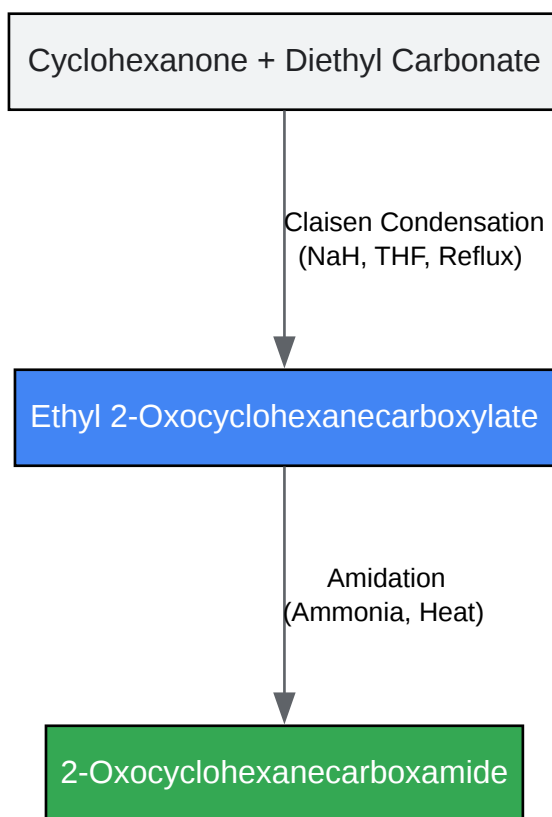 Cyclohexanone + Diethyl Carbonate
Claisen Condensation
(NaH, THF, Reflux)
Ethyl 2-Oxocyclohexanecarboxylate
Amidation
(Ammonia, Heat)
2-Oxocyclohexanecarboxamide